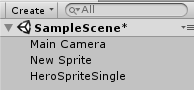 Create All
SampleScene*
Main Camera
New Sprite
HeroSpriteSingle